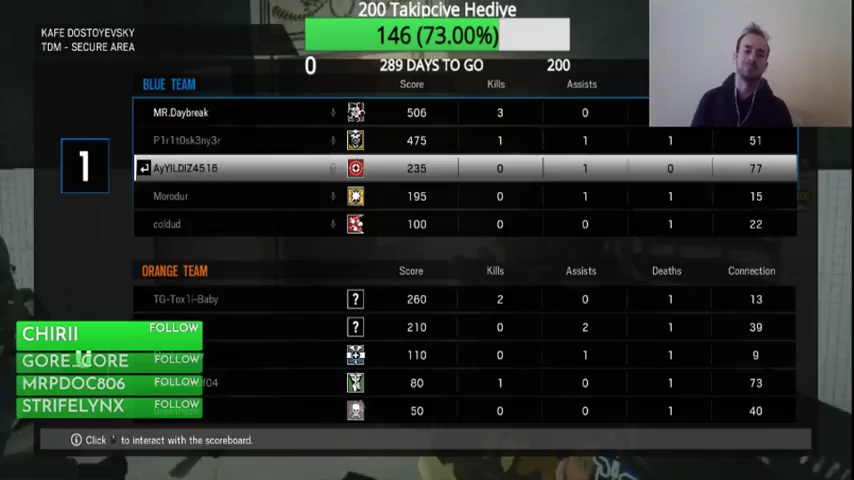 200 Takipciye Hediye
KAFE DOSTOYEVSKY
146 (73.00%)
TDM - SECURE AREA
0 289 DAYS TO GO 200
BLUE TEAM Score Kills Assists
MR.Daybreak 506 3 0
P1r1t0sk3ny3r 475 1 1 1 51
1
AyYILDIZ4516 235 0 1 0 77
Morodur 195 0 1 1 15
coldud 100 0 0 1 22
ORANGE TEAM Score Kills Assists Deaths Connection
TG-Tox1i-Baby ? 260 2 0 1 13
CHIRII FOLLOW
? 210 0 2 1 39
GORE_CORE FOLLOW
110 0 1 1 9
MRPDOC806 FOLLOW
04 80 1 0 1 73
STRIFELYNX FOLLOW
50 0 0 1 40
Click to interact with the scoreboard.